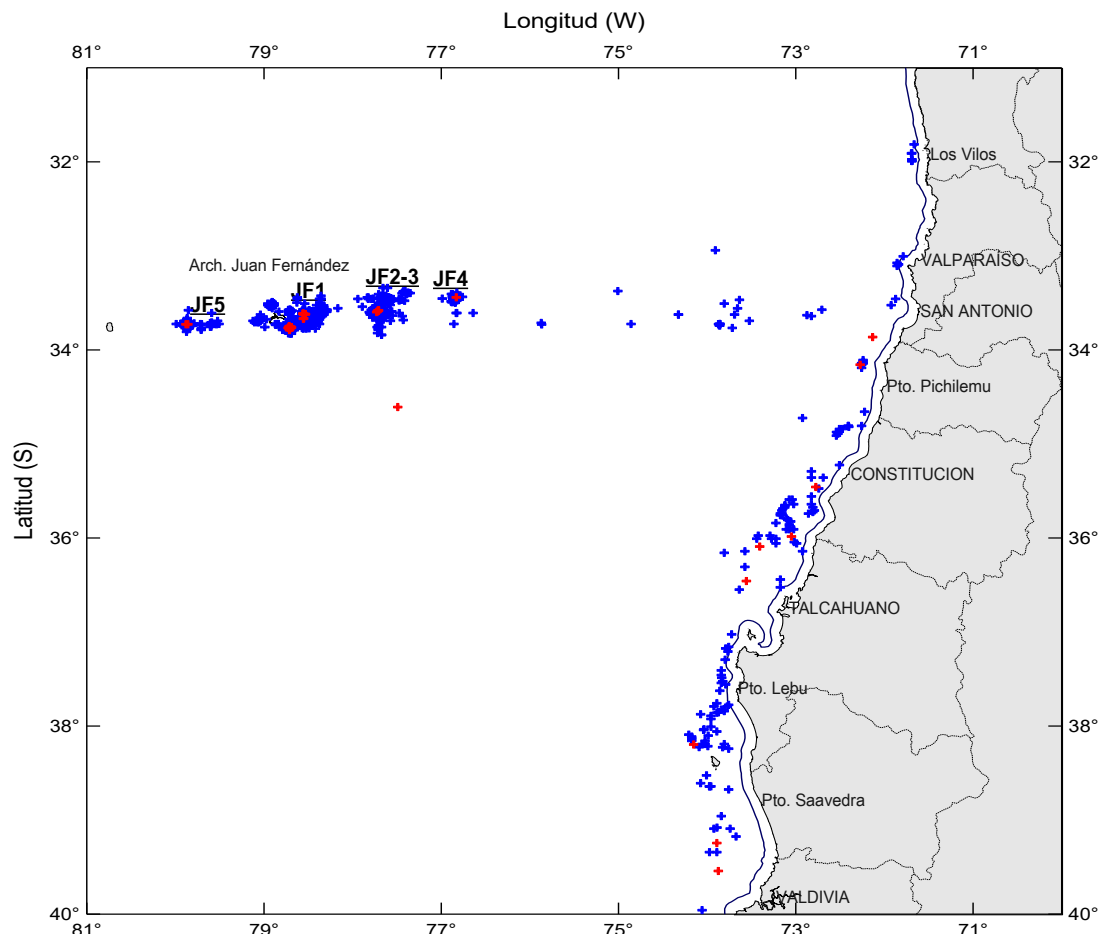 Longitud (W)
81° 79° 77° 75° 73° 71°
32° 32°
Los Vilos
Arch. Juan Fernández
VALPARAÍSO
JF5 JF1 JF2-3 JF4
SAN ANTONIO
34° 34°
Pto. Pichilemu
Latitud (S)
CONSTITUCION
36° 36°
TALCAHUANO
Pto. Lebu
38° 38°
Pto. Saavedra
VALDIVIA
40° 40°
81° 79° 77° 75° 73° 71°